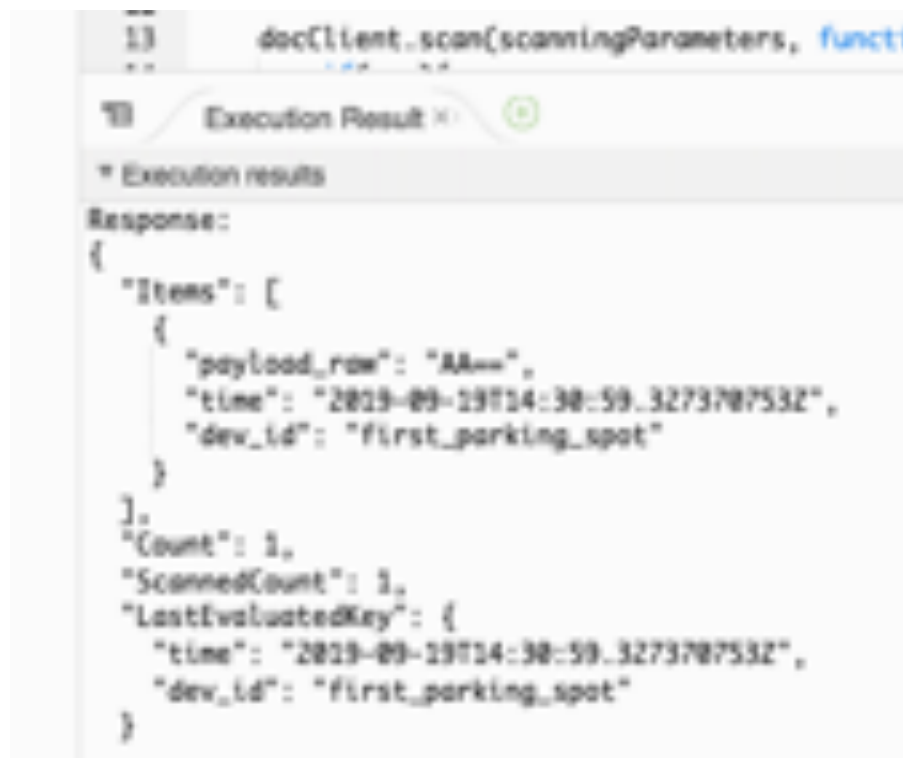 13 docClient.scan(scanningParameters, functi
Execution Result ×
▼ Execution results
Response:
{
  "Items": [
    {
      "payload_raw": "AA==",
      "time": "2019-09-19T14:30:59.327370753Z",
      "dev_id": "first_parking_spot"
    }
  ],
  "Count": 1,
  "ScannedCount": 1,
  "LastEvaluatedKey": {
    "time": "2019-09-19T14:30:59.327370753Z",
    "dev_id": "first_parking_spot"
  }